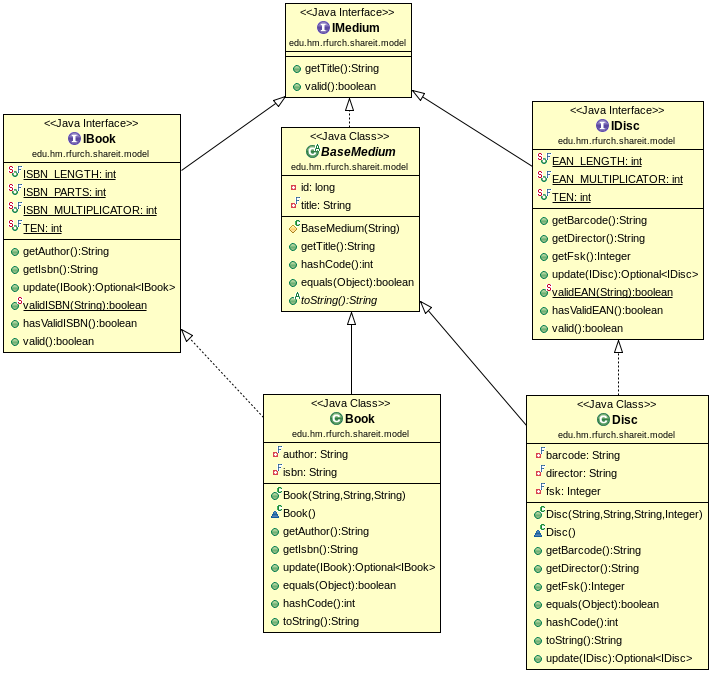 <<Java Interface>>
IMedium
edu.hm.rfurch.shareit.model
getTitle():String
valid():boolean
<<Java Interface>>
IBook
edu.hm.rfurch.shareit.model
ISBN_LENGTH: int
ISBN_PARTS: int
ISBN_MULTIPLICATOR: int
TEN: int
getAuthor():String
getIsbn():String
update(IBook):Optional<IBook>
validISBN(String):boolean
hasValidISBN():boolean
valid():boolean
<<Java Class>>
BaseMedium
edu.hm.rfurch.shareit.model
id: long
title: String
BaseMedium(String)
getTitle():String
hashCode():int
equals(Object):boolean
toString():String
<<Java Interface>>
IDisc
edu.hm.rfurch.shareit.model
EAN_LENGTH: int
EAN_MULTIPLICATOR: int
TEN: int
getBarcode():String
getDirector():String
getFsk():Integer
update(IDisc):Optional<IDisc>
validEAN(String):boolean
hasValidEAN():boolean
valid():boolean
<<Java Class>>
Book
edu.hm.rfurch.shareit.model
author: String
isbn: String
Book(String,String,String)
Book()
getAuthor():String
getIsbn():String
update(IBook):Optional<IBook>
equals(Object):boolean
hashCode():int
toString():String
<<Java Class>>
Disc
edu.hm.rfurch.shareit.model
barcode: String
director: String
fsk: Integer
Disc(String,String,String,Integer)
Disc()
getBarcode():String
getDirector():String
getFsk():Integer
equals(Object):boolean
hashCode():int
toString():String
update(IDisc):Optional<IDisc>